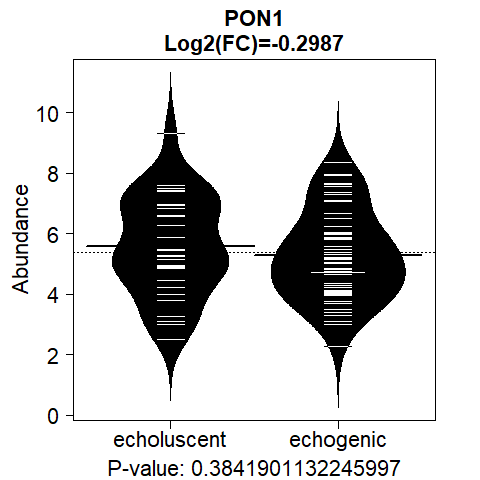 PON1
Log2(FC)=-0.2987
Abundance
10
8
6
4
2
0
echoluscent echogenic
P-value: 0.3841901132245997